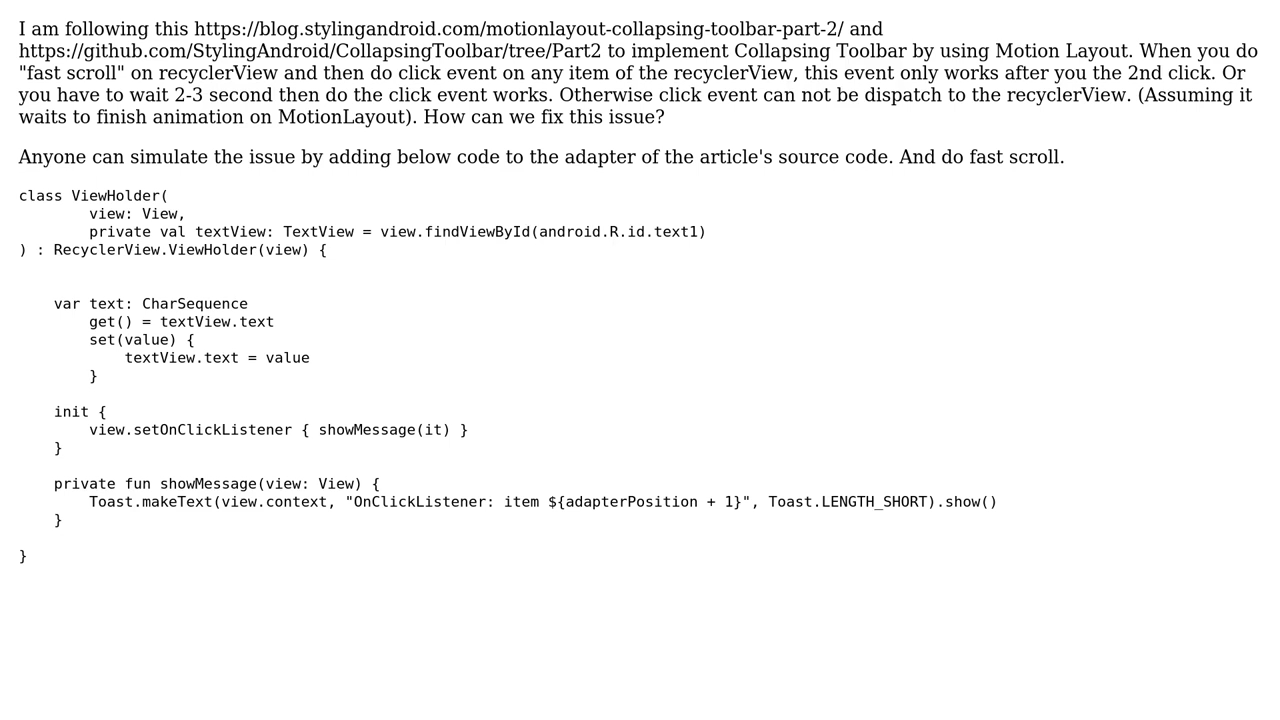 I am following this https://blog.stylingandroid.com/motionlayout-collapsing-toolbar-part-2/ and
https://github.com/StylingAndroid/CollapsingToolbar/tree/Part2 to implement Collapsing Toolbar by using Motion Layout. When you do
"fast scroll" on recyclerView and then do click event on any item of the recyclerView, this event only works after you the 2nd click. Or
you have to wait 2-3 second then do the click event works. Otherwise click event can not be dispatch to the recyclerView. (Assuming it
waits to finish animation on MotionLayout). How can we fix this issue?
Anyone can simulate the issue by adding below code to the adapter of the article's source code. And do fast scroll.
class ViewHolder(
        view: View,
        private val textView: TextView = view.findViewById(android.R.id.text1)
) : RecyclerView.ViewHolder(view) {
    var text: CharSequence
        get() = textView.text
        set(value) {
            textView.text = value
        }
    init {
        view.setOnClickListener { showMessage(it) }
    }
    private fun showMessage(view: View) {
        Toast.makeText(view.context, "OnClickListener: item ${adapterPosition + 1}", Toast.LENGTH_SHORT).show()
    }
}